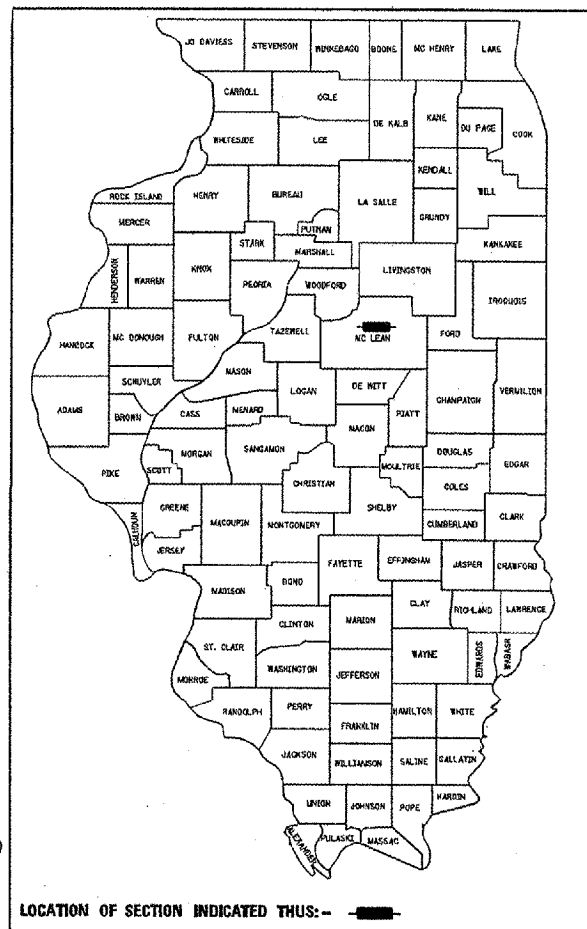 JO DAVIESS STEVENSON WINNEBAGO BOONE MC HENRY LAKE
CARROLL OGLE DE KALB KANE DU PAGE COOK
WHITESIDE LEE KENDALL WILL
ROCK ISLAND HENRY BUREAU LA SALLE GRUNDY
MERCER PUTNAM KANKAKEE
HENDERSON WARREN KNOX STARK MARSHALL LIVINGSTON
PEORIA WOODFORD IROQUOIS
HANCOCK MC DONOUGH FULTON TAZEWELL MC LEAN FORD
SCHUYLER MASON LOGAN DE WITT CHAMPAIGN VERMILION
ADAMS BROWN CASS MENARD MACON PIATT
PIKE SCOTT MORGAN SANGAMON MOULTRIE DOUGLAS EDGAR
CHRISTIAN COLES
CALHOUN GREENE MACOUPIN MONTGOMERY SHELBY CUMBERLAND CLARK
JERSEY FAYETTE EFFINGHAM JASPER CRAWFORD
MADISON BOND CLAY RICHLAND LAWRENCE
CLINTON MARION
ST. CLAIR WASHINGTON JEFFERSON WAYNE EDWARDS WABASH
MONROE
RANDOLPH PERRY FRANKLIN HAMILTON WHITE
JACKSON WILLIAMSON SALINE GALLATIN
UNION JOHNSON POPE HARDIN
ALEXANDER PULASKI MASSAC
LOCATION OF SECTION INDICATED THUS: -